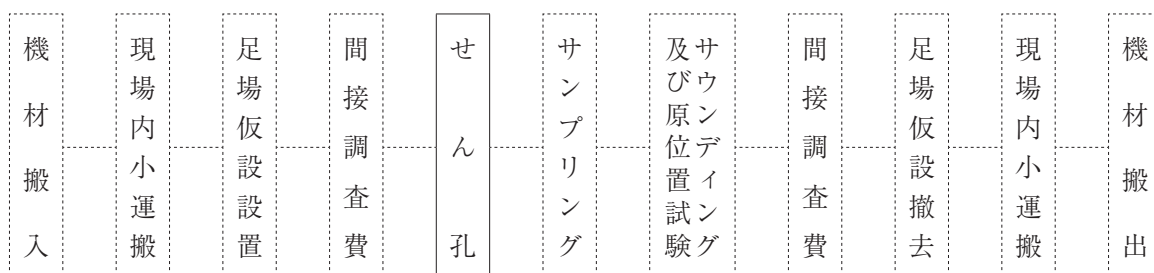 機材搬入
現場内小運搬
足場仮設設置
間接調査費
せん孔
サンプリング
サウンディング
及び原位置試験
間接調査費
足場仮設撤去
現場内小運搬
機材搬出